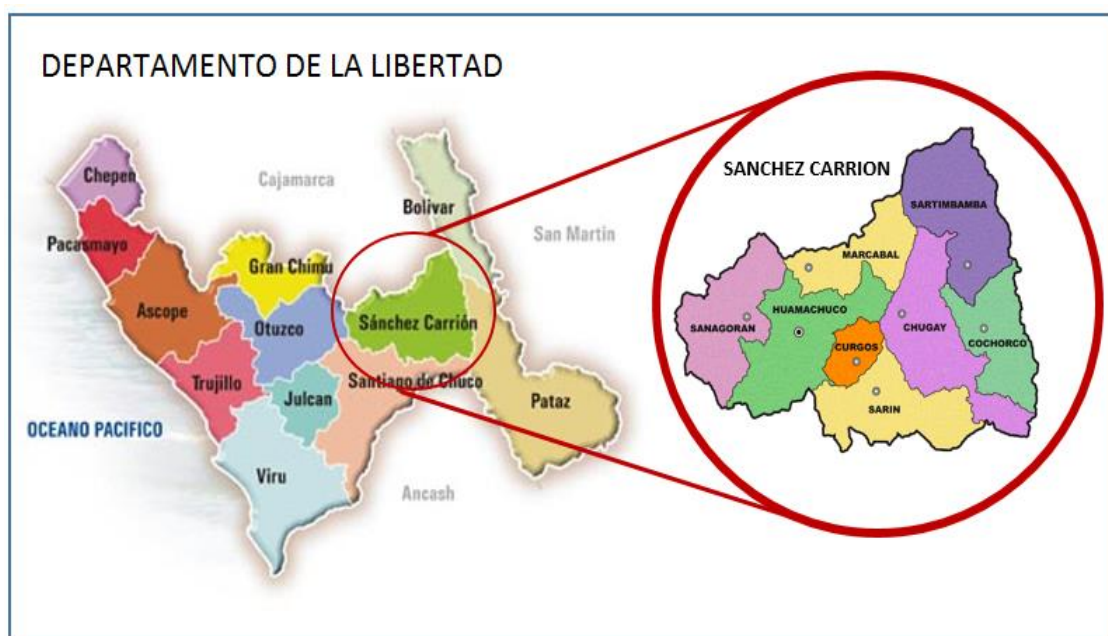 DEPARTAMENTO DE LA LIBERTAD
Chepen
Cajamarca
Bolivar
Pacasmayo
San Martin
Gran Chimu
Ascope
Otuzco
Sánchez Carrión
Trujillo
Santiano de Chuco
Julcan
Pataz
OCEANO PACIFICO
Viru
Ancash
SANCHEZ CARRION
SARTIMBAMBA
MARCABAL
HUAMACHUCO
SANAGORAN
CHUGAY
CURGOS
COCHORCO
SARIN